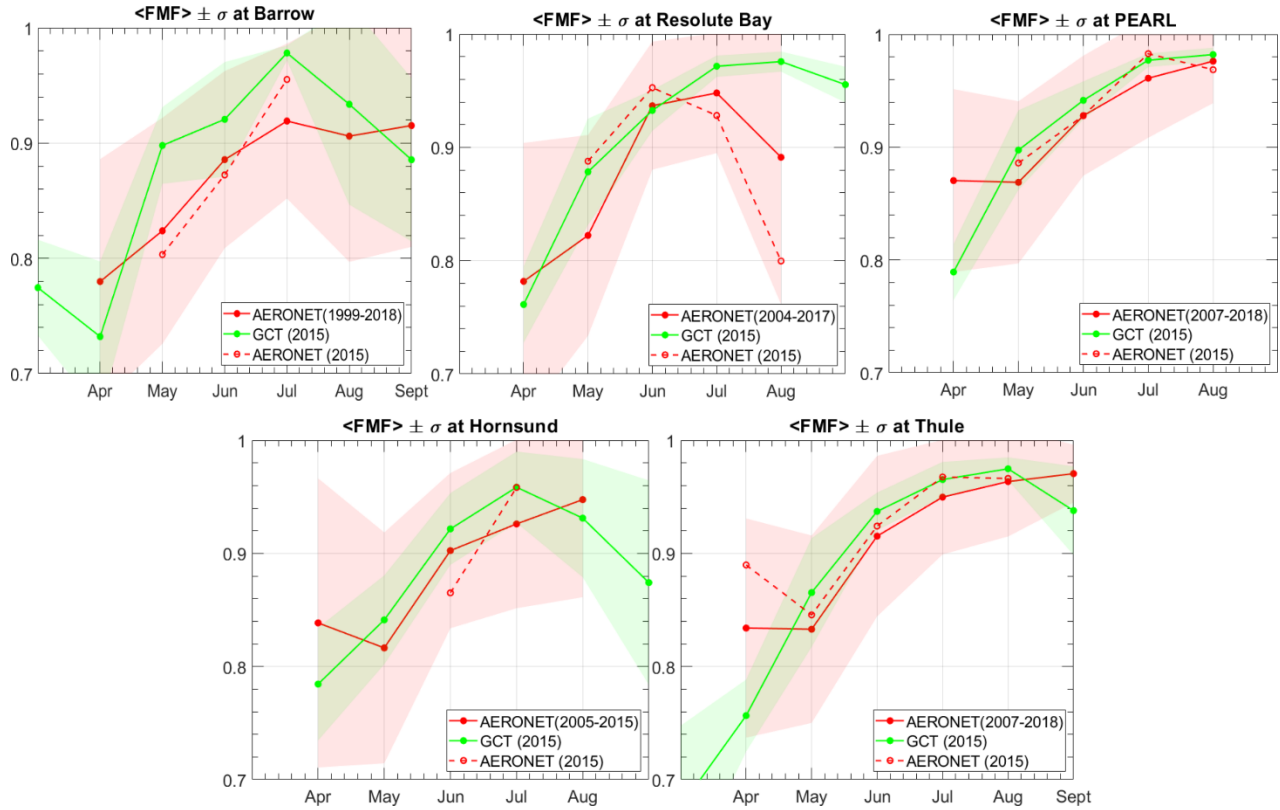 <FMF> ± σ at Barrow
1
0.9
0.8
0.7
Apr May Jun Jul Aug Sept
AERONET(1999-2018)
GCT (2015)
AERONET (2015)
<FMF> ± σ at Resolute Bay
1
0.9
0.8
0.7
Apr May Jun Jul Aug
AERONET(2004-2017)
GCT (2015)
AERONET (2015)
<FMF> ± σ at PEARL
1
0.9
0.8
0.7
Apr May Jun Jul Aug
AERONET(2007-2018)
GCT (2015)
AERONET (2015)
<FMF> ± σ at Hornsund
1
0.9
0.8
0.7
Apr May Jun Jul Aug
AERONET(2005-2015)
GCT (2015)
AERONET (2015)
<FMF> ± σ at Thule
1
0.9
0.8
0.7
Apr May Jun Jul Aug Sept
AERONET(2007-2018)
GCT (2015)
AERONET (2015)